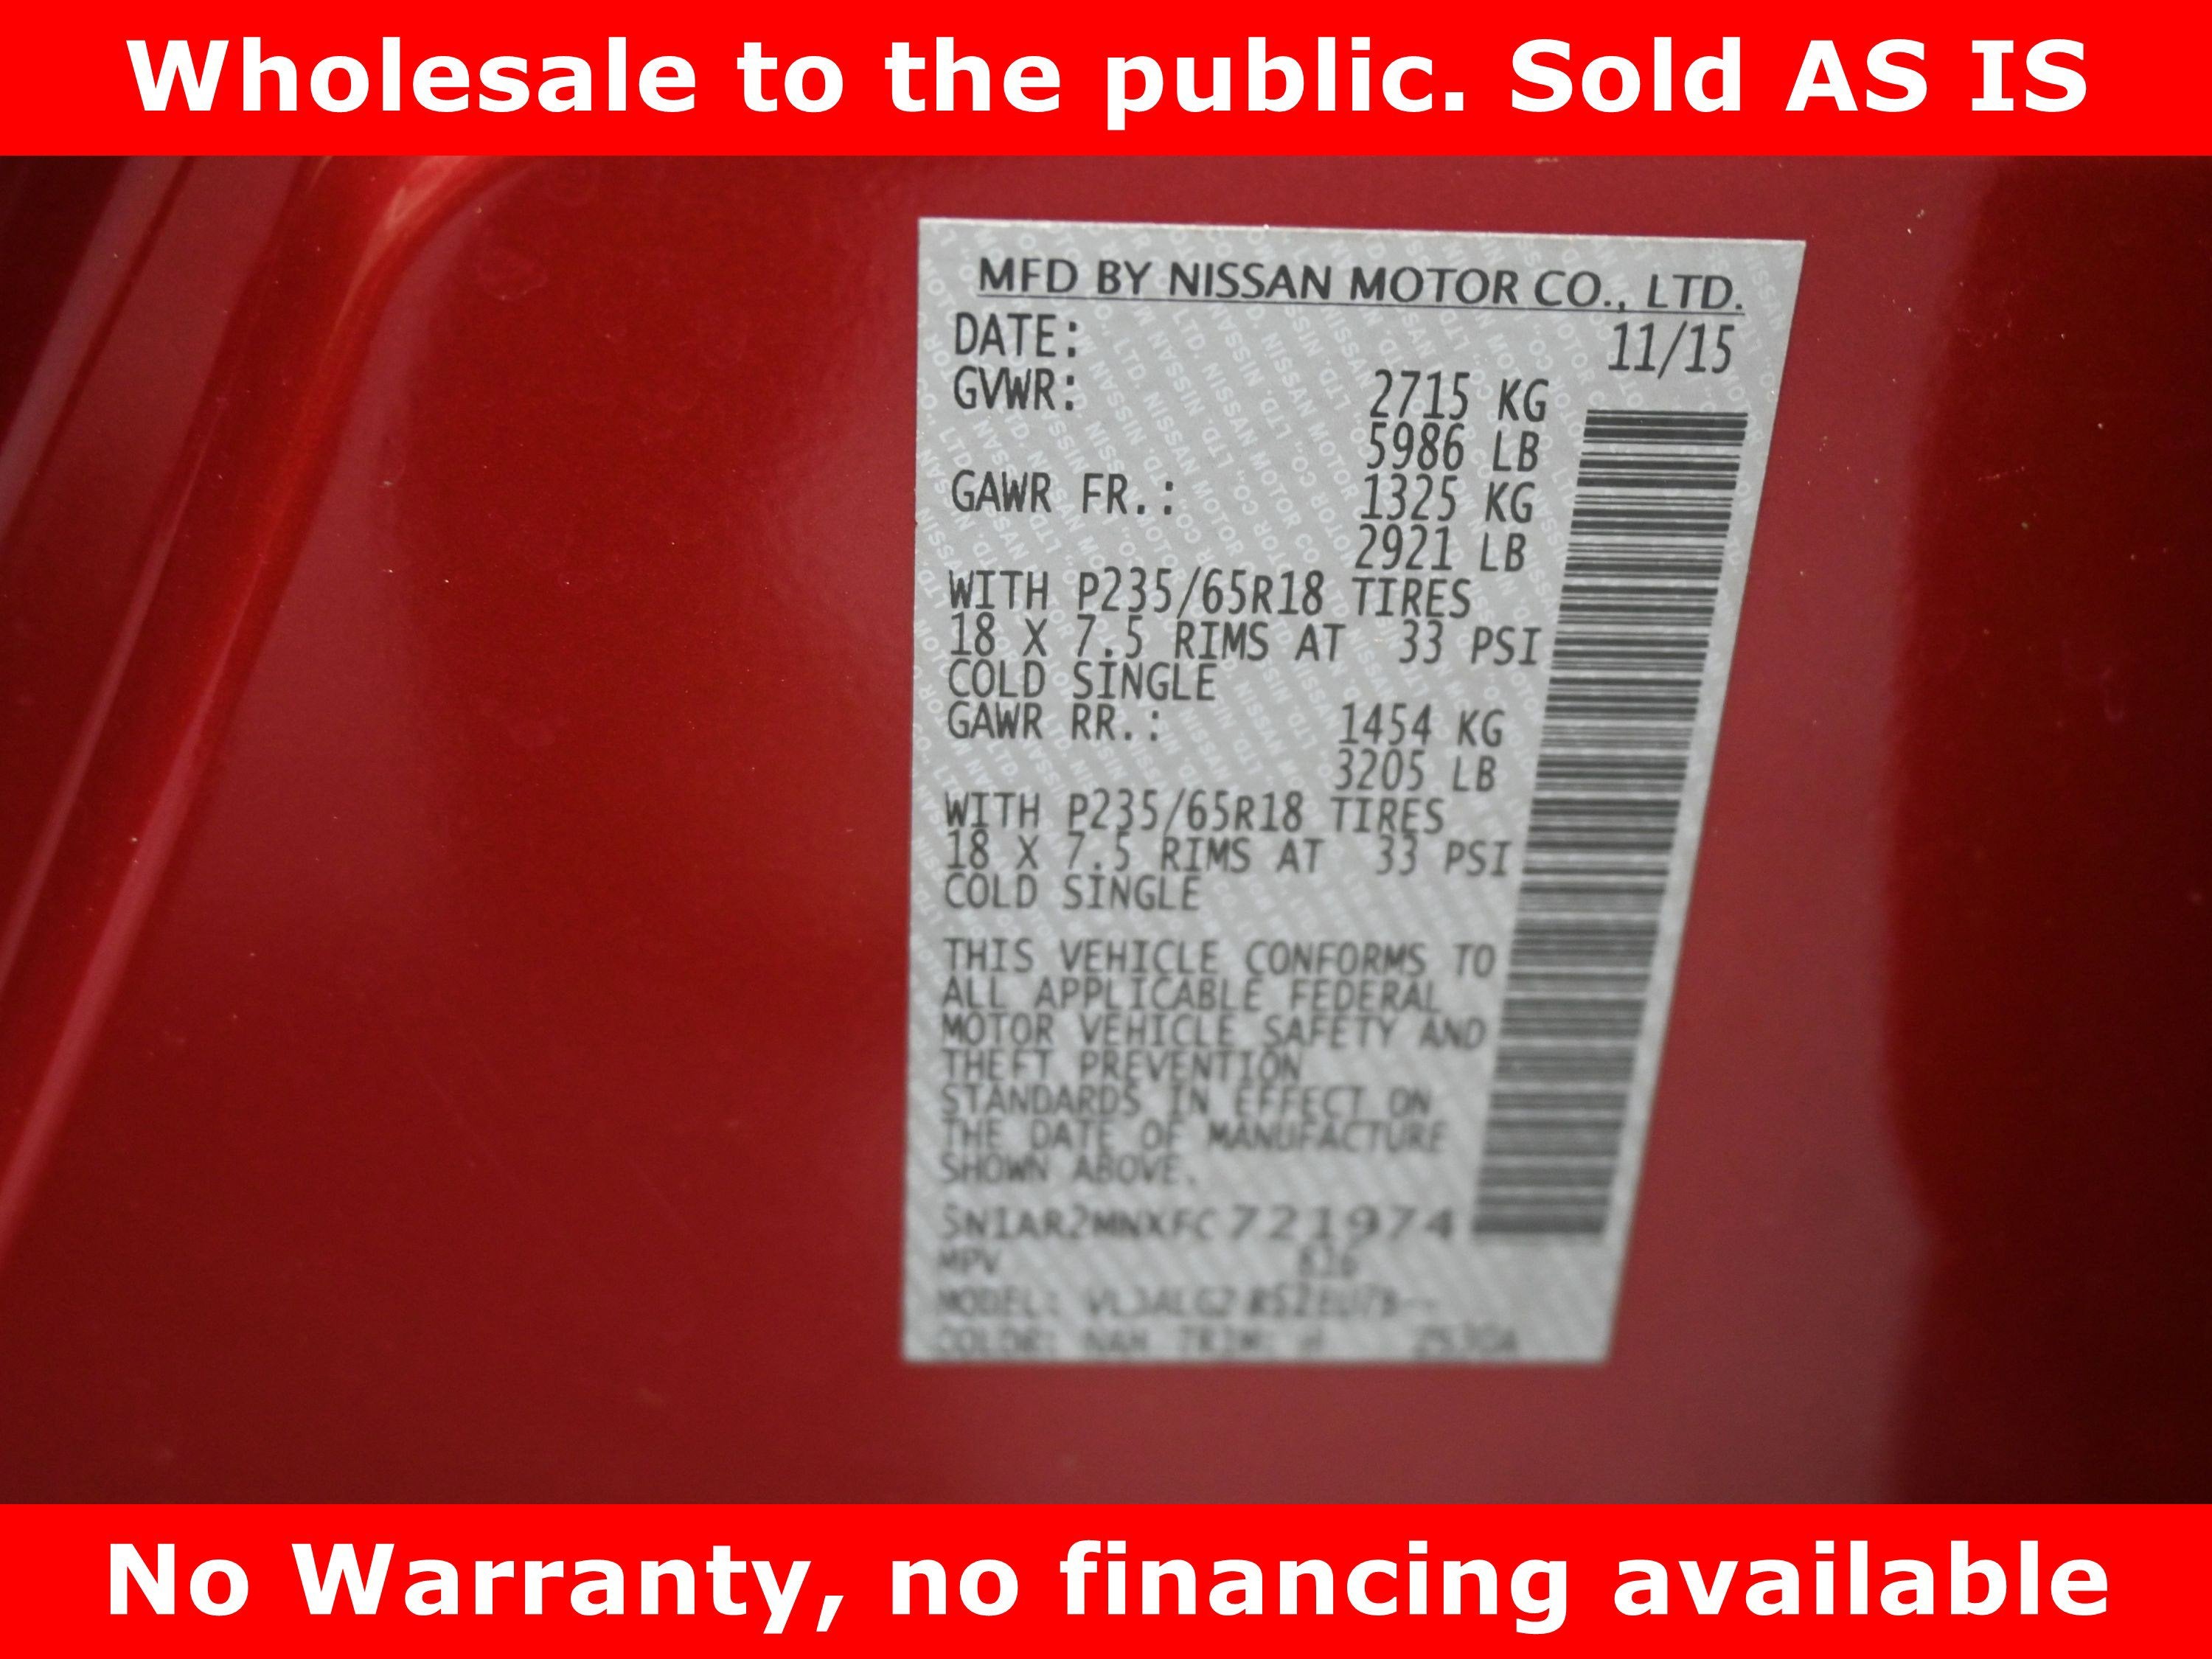 Wholesale to the public. Sold AS IS
MFD BY NISSAN MOTOR CO., LTD.
DATE: 11/15
GVWR: 2715 KG
5986 LB
GAWR FR.: 1325 KG
2921 LB
WITH P235/65R18 TIRES
18 X 7.5 RIMS AT 33 PSI
COLD SINGLE
GAWR RR.: 1454 KG
3205 LB
WITH P235/65R18 TIRES
18 X 7.5 RIMS AT 33 PSI
COLD SINGLE
THIS VEHICLE CONFORMS TO
ALL APPLICABLE FEDERAL
MOTOR VEHICLE SAFETY AND
THEFT PREVENTION
STANDARDS IN EFFECT ON
THE DATE OF MANUFACTURE
SHOWN ABOVE.
5N1AR2MNXFC721974
MPV
MODEL:
COLOR: NAH TRIM:
No Warranty, no financing available